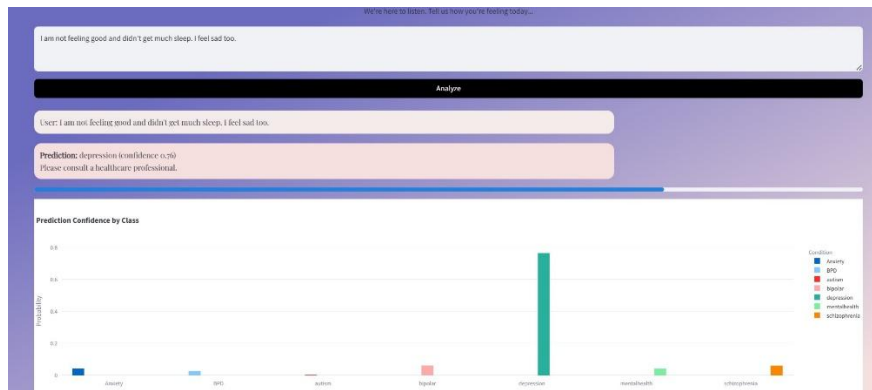 We're here to listen. Tell us how you're feeling today...
I am not feeling good and didn't get much sleep. I feel sad too.
Analyze
User: I am not feeling good and didn't get much sleep. I feel sad too.
Prediction: depression (confidence 0.76)
Please consult a healthcare professional.
Prediction Confidence by Class
Condition
Anxiety
BPD
autism
bipolar
depression
mentalhealth
schizophrenia
Probability
0.8
0.6
0.4
0.2
0
Anxiety BPD autism bipolar depression mentalhealth schizophrenia